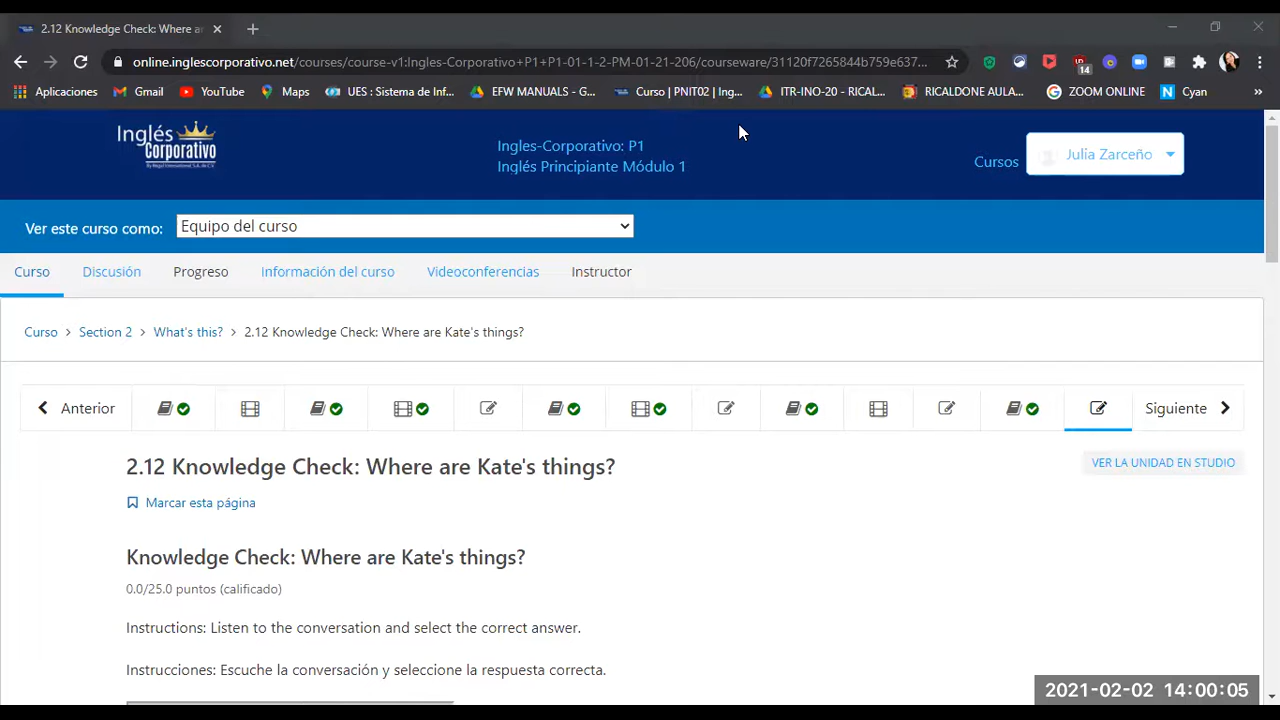 2.12 Knowledge Check: Where are
online.inglescorporativo.net/courses/course-v1:Ingles-Corporativo+P1+P1-01-1-2-PM-01-21-206/courseware/31120f7265844b759e637...
14
Aplicaciones Gmail YouTube Maps UES : Sistema de Inf... EFW MANUALS - G... Curso | PNIT02 | Ing... ITR-INO-20 - RICAL... RICALDONE AULA... ZOOM ONLINE Cyan »
Inglés
Corporativo
Ingles-Corporativo: P1
Inglés Principiante Módulo 1
Cursos
Julia Zarceño
Ver este curso como: Equipo del curso
Curso Discusión Progreso Información del curso Videoconferencias Instructor
Curso > Section 2 > What's this? > 2.12 Knowledge Check: Where are Kate's things?
Anterior Siguiente
2.12 Knowledge Check: Where are Kate's things?
VER LA UNIDAD EN STUDIO
Marcar esta página
Knowledge Check: Where are Kate's things?
0.0/25.0 puntos (calificado)
Instructions: Listen to the conversation and select the correct answer.
Instrucciones: Escuche la conversación y seleccione la respuesta correcta.
2021-02-02 14:00:05